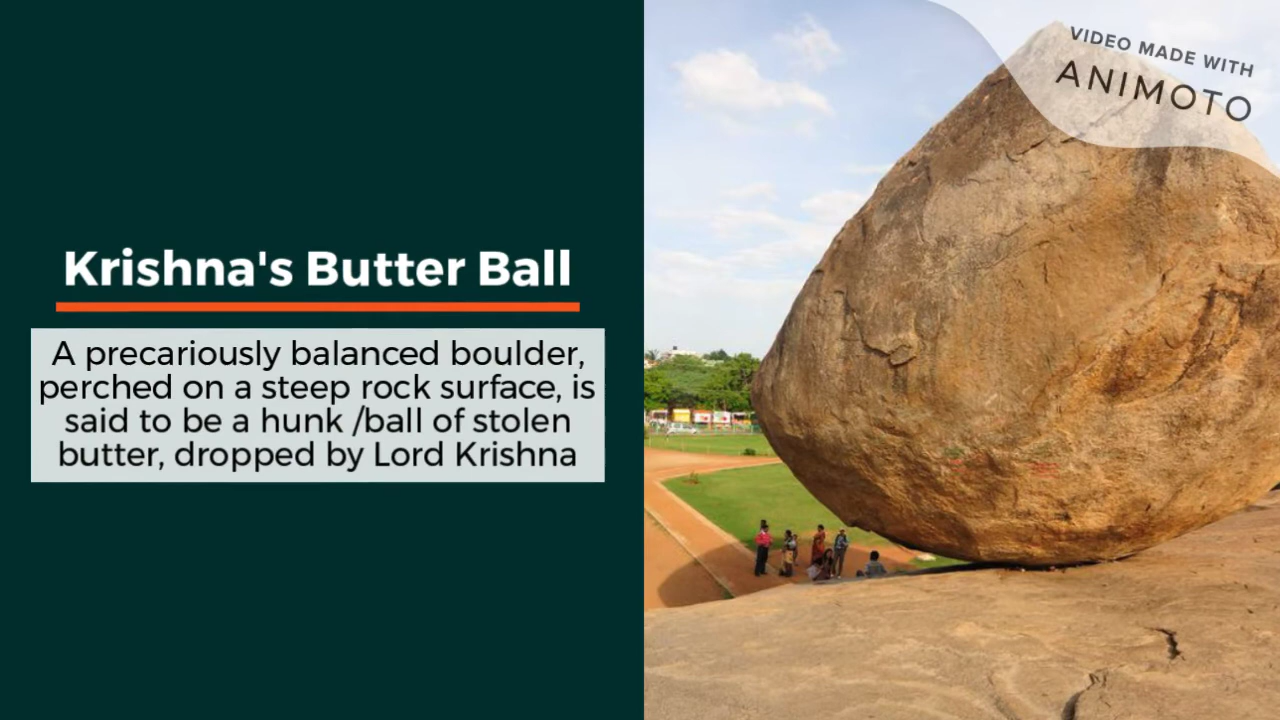 Krishna's Butter Ball
A precariously balanced boulder,
perched on a steep rock surface, is
said to be a hunk /ball of stolen
butter, dropped by Lord Krishna
VIDEO MADE WITH
ANIMOTO